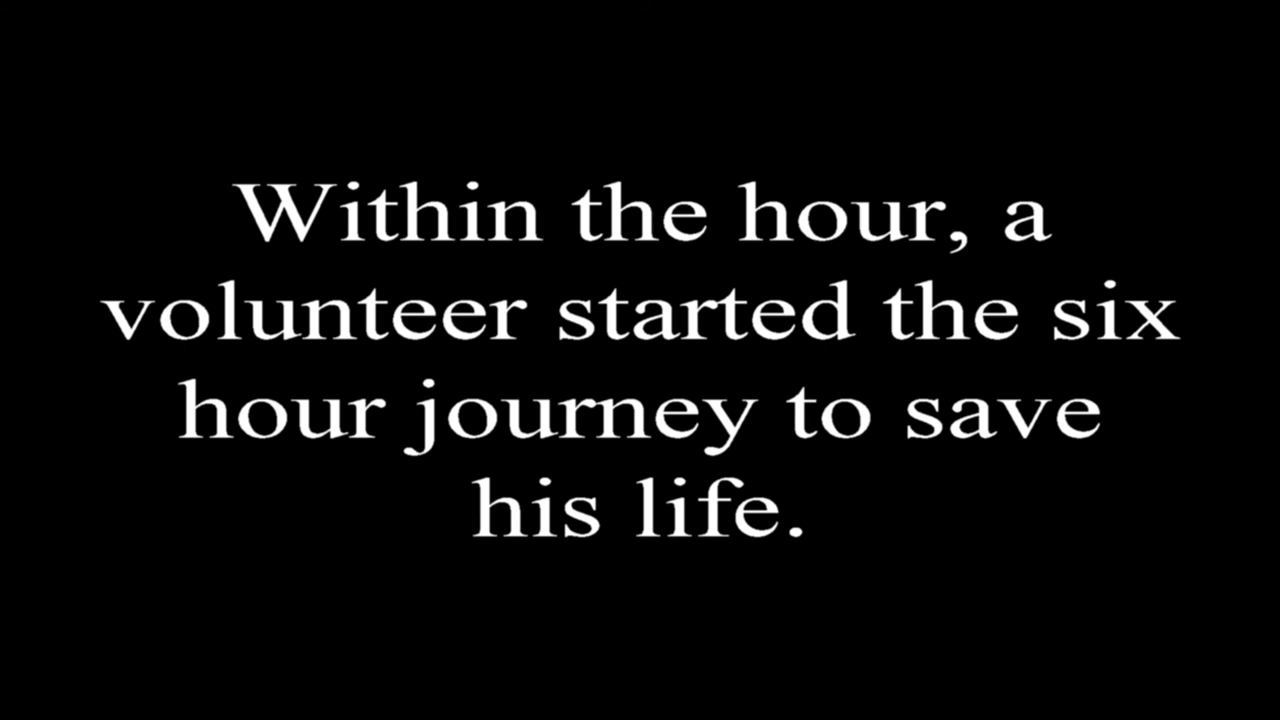 Within the hour, a
volunteer started the six
hour journey to save
his life.